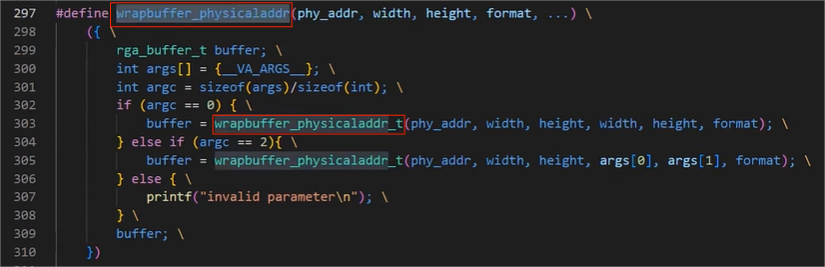 297 #define wrapbuffer_physicaladdr(phy_addr, width, height, format, ...) \
298 ({ \
299 rga_buffer_t buffer; \
300 int args[] = {__VA_ARGS__}; \
301 int argc = sizeof(args)/sizeof(int); \
302 if (argc == 0) { \
303 buffer = wrapbuffer_physicaladdr_t(phy_addr, width, height, width, height, format); \
304 } else if (argc == 2){ \
305 buffer = wrapbuffer_physicaladdr_t(phy_addr, width, height, args[0], args[1], format); \
306 } else { \
307 printf("invalid parameter\n"); \
308 } \
309 buffer; \
310 })